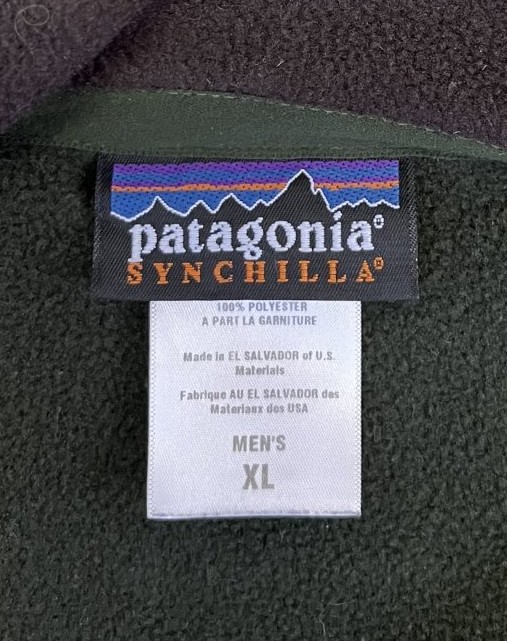 patagonia®
SYNCHILLA®
100% POLYESTER
A PART LA GARNITURE
Made in EL SALVADOR of U.S.
Materials
Fabrique AU EL SALVADOR des
Materiaux des USA
MEN'S
XL